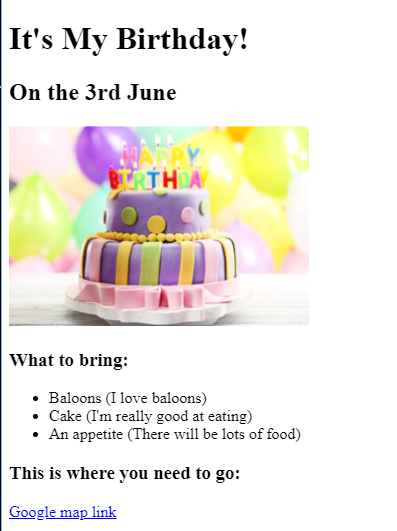 It's My Birthday!
On the 3rd June
HAPPY
BIRTHDAY
What to bring:
Baloons (I love baloons)
Cake (I'm really good at eating)
An appetite (There will be lots of food)
This is where you need to go:
Google map link